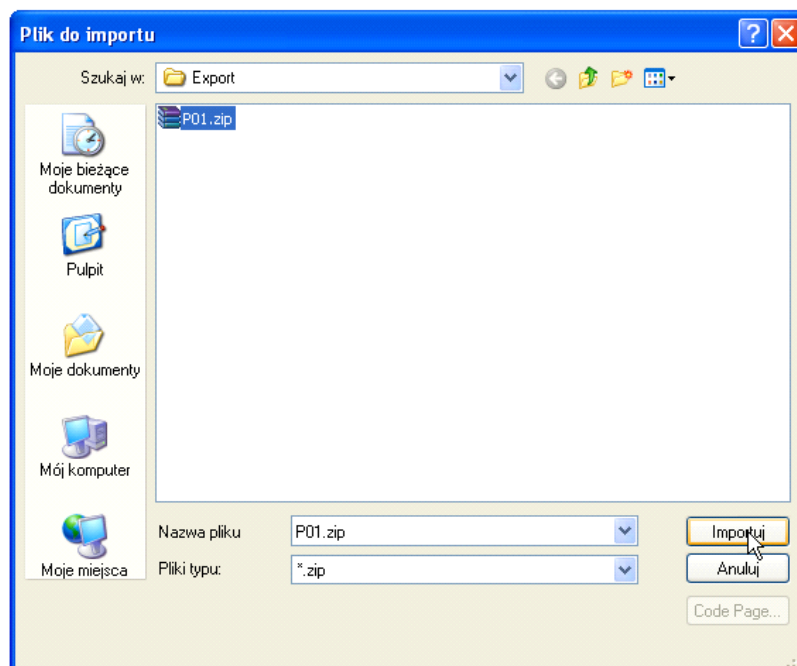 Plik do importu
Szukaj w:
Export
P01.zip
Moje bieżące
dokumenty
Pulpit
Moje dokumenty
Mój komputer
Moje miejsca
Nazwa pliku
P01.zip
Importuj
Pliki typu:
*.zip
Anuluj
Code Page...